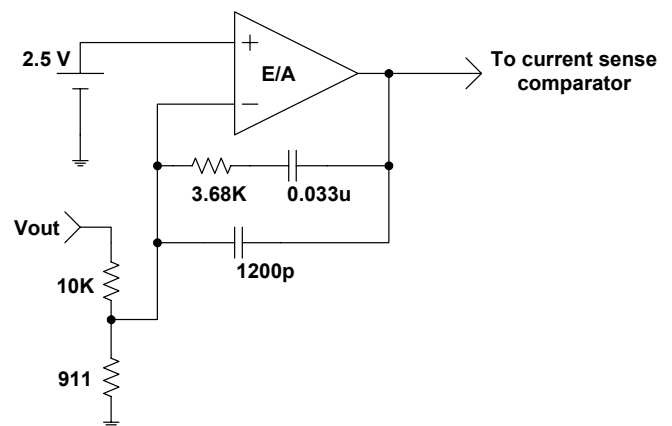 2.5 V
+
E/A
−
To current sense
comparator
3.68K
0.033u
Vout
1200p
10K
911